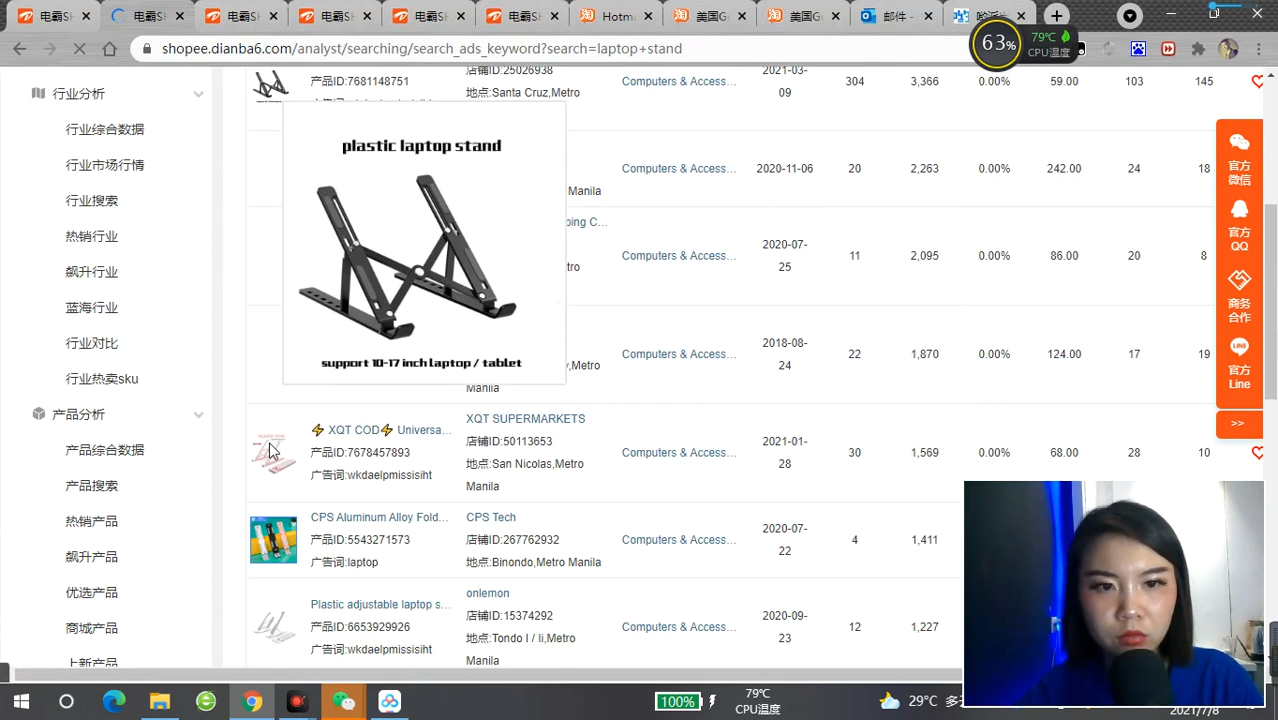 电霸SH
电霸SH
电霸SH
电霸SH
电霸SH
电霸SH
Hotm
美国G
美国G
邮件 -
63%
79℃
CPU温度
shopee.dianba6.com/analyst/searching/search_ads_keyword?search=laptop+stand
行业分析
行业综合数据
行业市场行情
行业搜索
热销行业
飙升行业
蓝海行业
行业对比
行业热卖sku
产品分析
产品综合数据
产品搜索
热销产品
飙升产品
优选产品
商城产品
上新产品
产品ID:7681148751
店铺ID:25026938
地点:Santa Cruz,Metro
Computers & Access...
2021-03-
09
304
3,366
0.00%
59.00
103
145
plastic laptop stand
support 10-17 inch laptop / tablet
Manila
Computers & Access...
2020-11-06
20
2,263
0.00%
242.00
24
18
ping C...
tro
Computers & Access...
2020-07-
25
11
2,095
0.00%
86.00
20
8
y,Metro
Manila
Computers & Access...
2018-08-
24
22
1,870
0.00%
124.00
17
19
⚡ XQT COD⚡ Universa...
产品ID:7678457893
广告词:wkdaelpmissisiht
XQT SUPERMARKETS
店铺ID:50113653
地点:San Nicolas,Metro
Manila
Computers & Access...
2021-01-
28
30
1,569
0.00%
68.00
28
10
CPS Aluminum Alloy Fold...
产品ID:5543271573
广告词:laptop
CPS Tech
店铺ID:267762932
地点:Binondo,Metro Manila
Computers & Access...
2020-07-
22
4
1,411
Plastic adjustable laptop s...
产品ID:6653929926
广告词:wkdaelpmissisiht
onlemon
店铺ID:15374292
地点:Tondo I / Ii,Metro
Manila
Computers & Access...
2020-09-
23
12
1,227
官方
微信
官方
QQ
商务
合作
LINE
官方
Line
>>
100%
79℃
CPU温度
29°C
2021/7/8